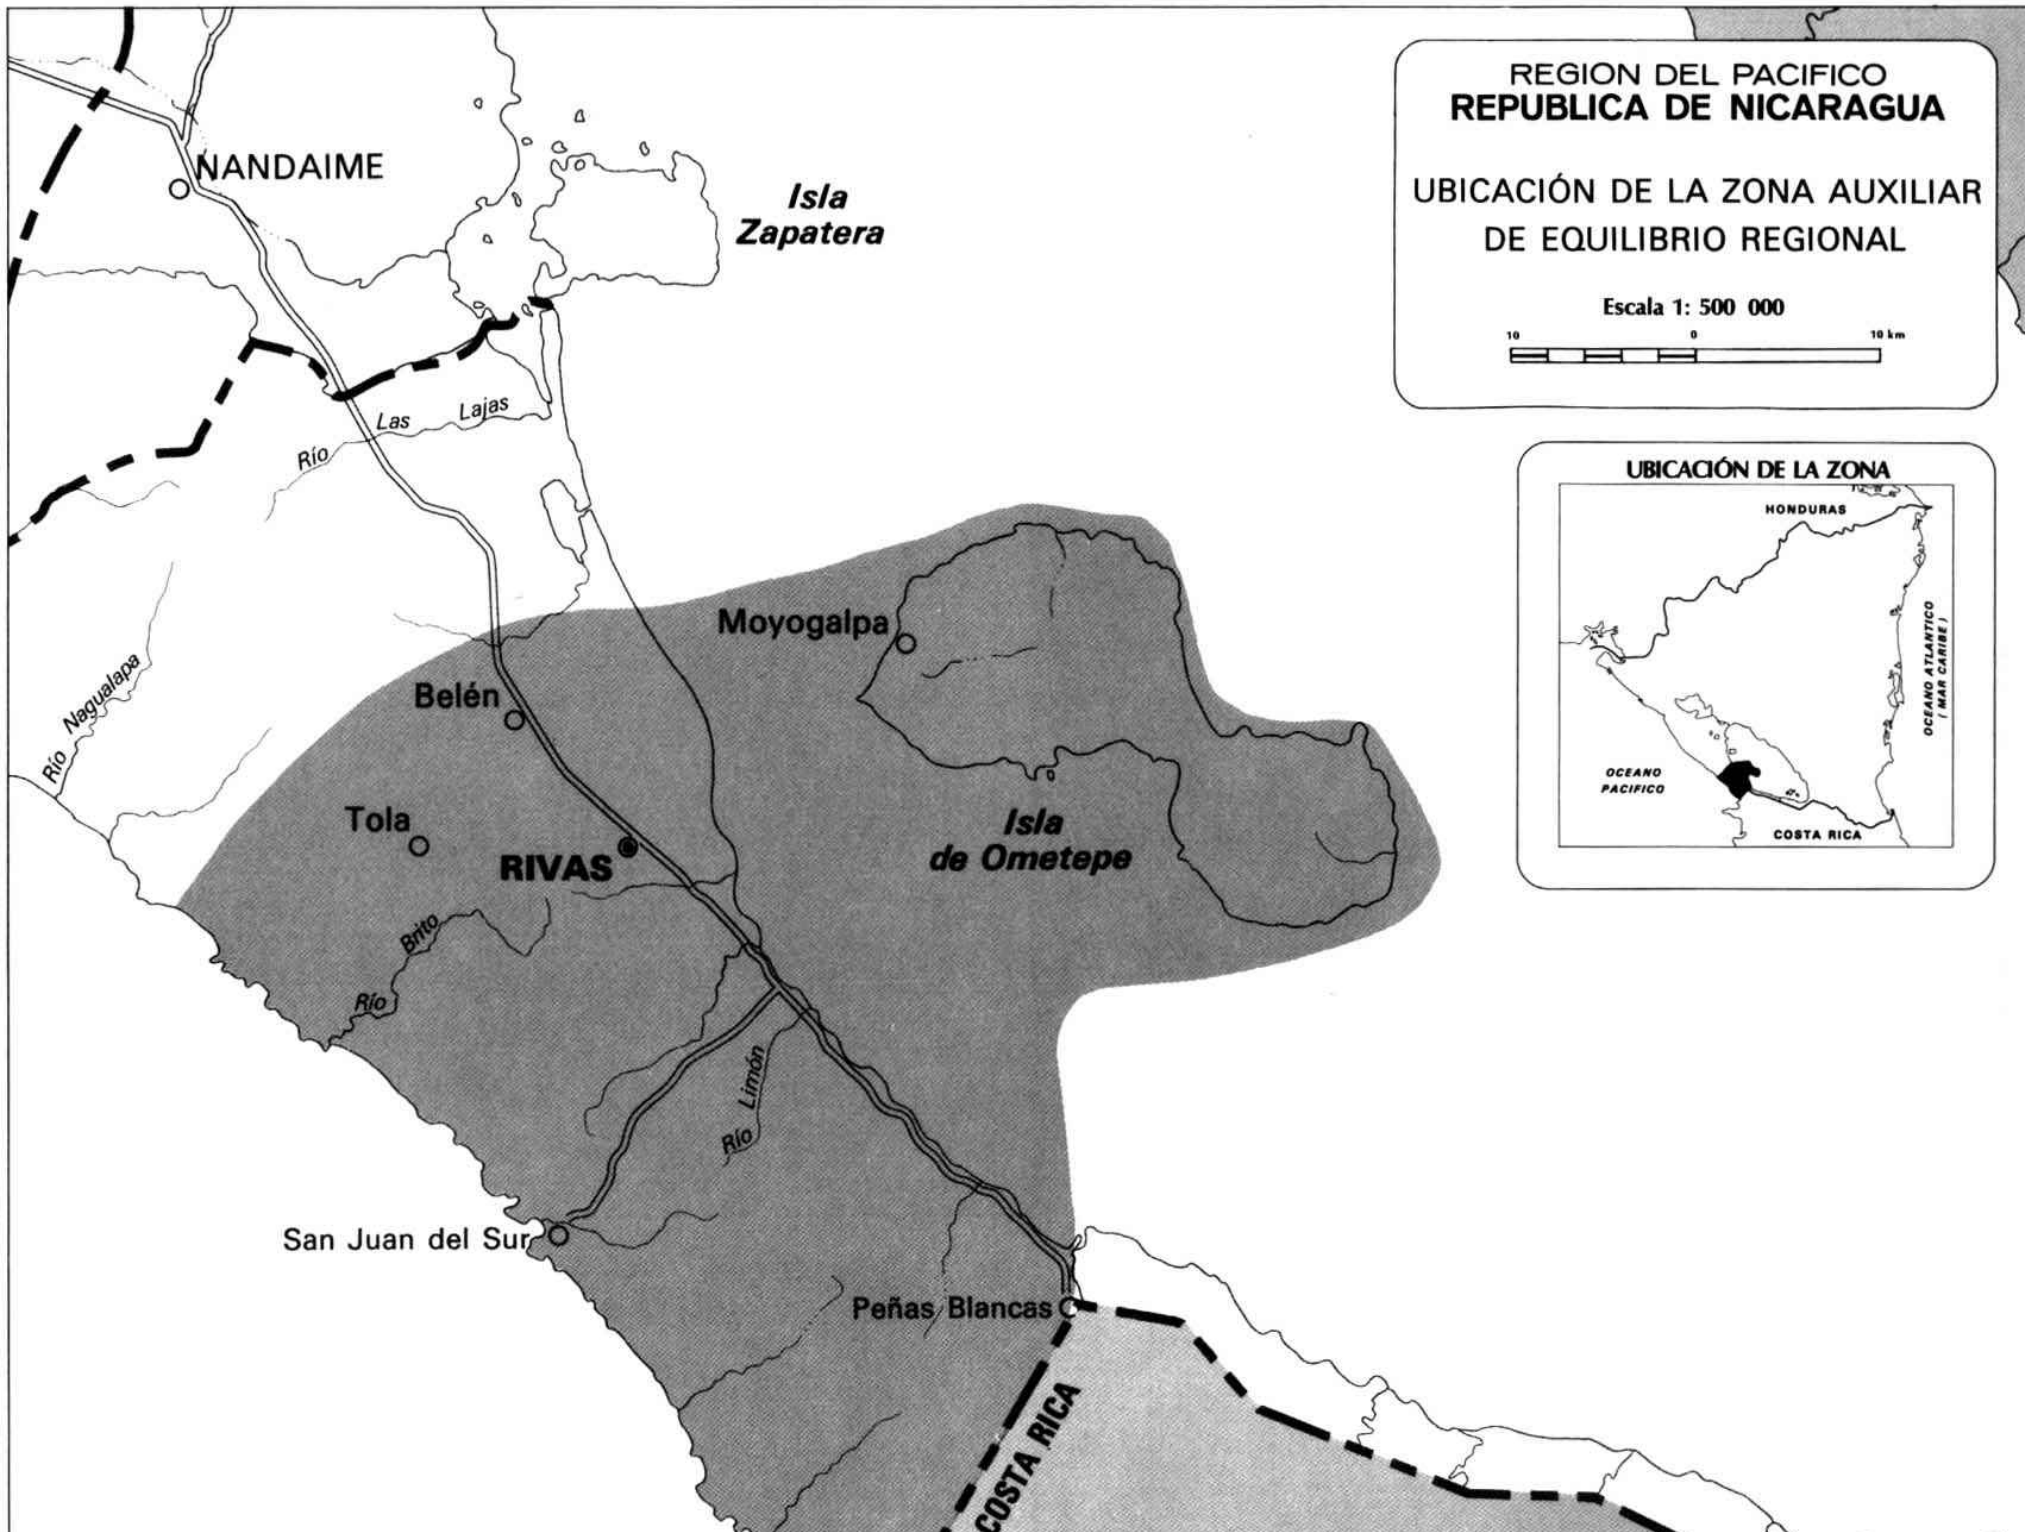 REGION DEL PACIFICO
REPUBLICA DE NICARAGUA
UBICACIÓN DE LA ZONA AUXILIAR
DE EQUILIBRIO REGIONAL
Escala 1: 500 000
10 0 10 km
UBICACIÓN DE LA ZONA
HONDURAS
OCEANO ATLANTICO
( MAR CARIBE )
OCEANO
PACIFICO
COSTA RICA
NANDAIME
Isla
Zapatera
Río Las Lajas
Moyogalpa
Belén
Río Nagualapa
Tola
RIVAS
Isla
de Ometepe
Río Brito
Río Limón
San Juan del Sur
Peñas Blancas
COSTA RICA